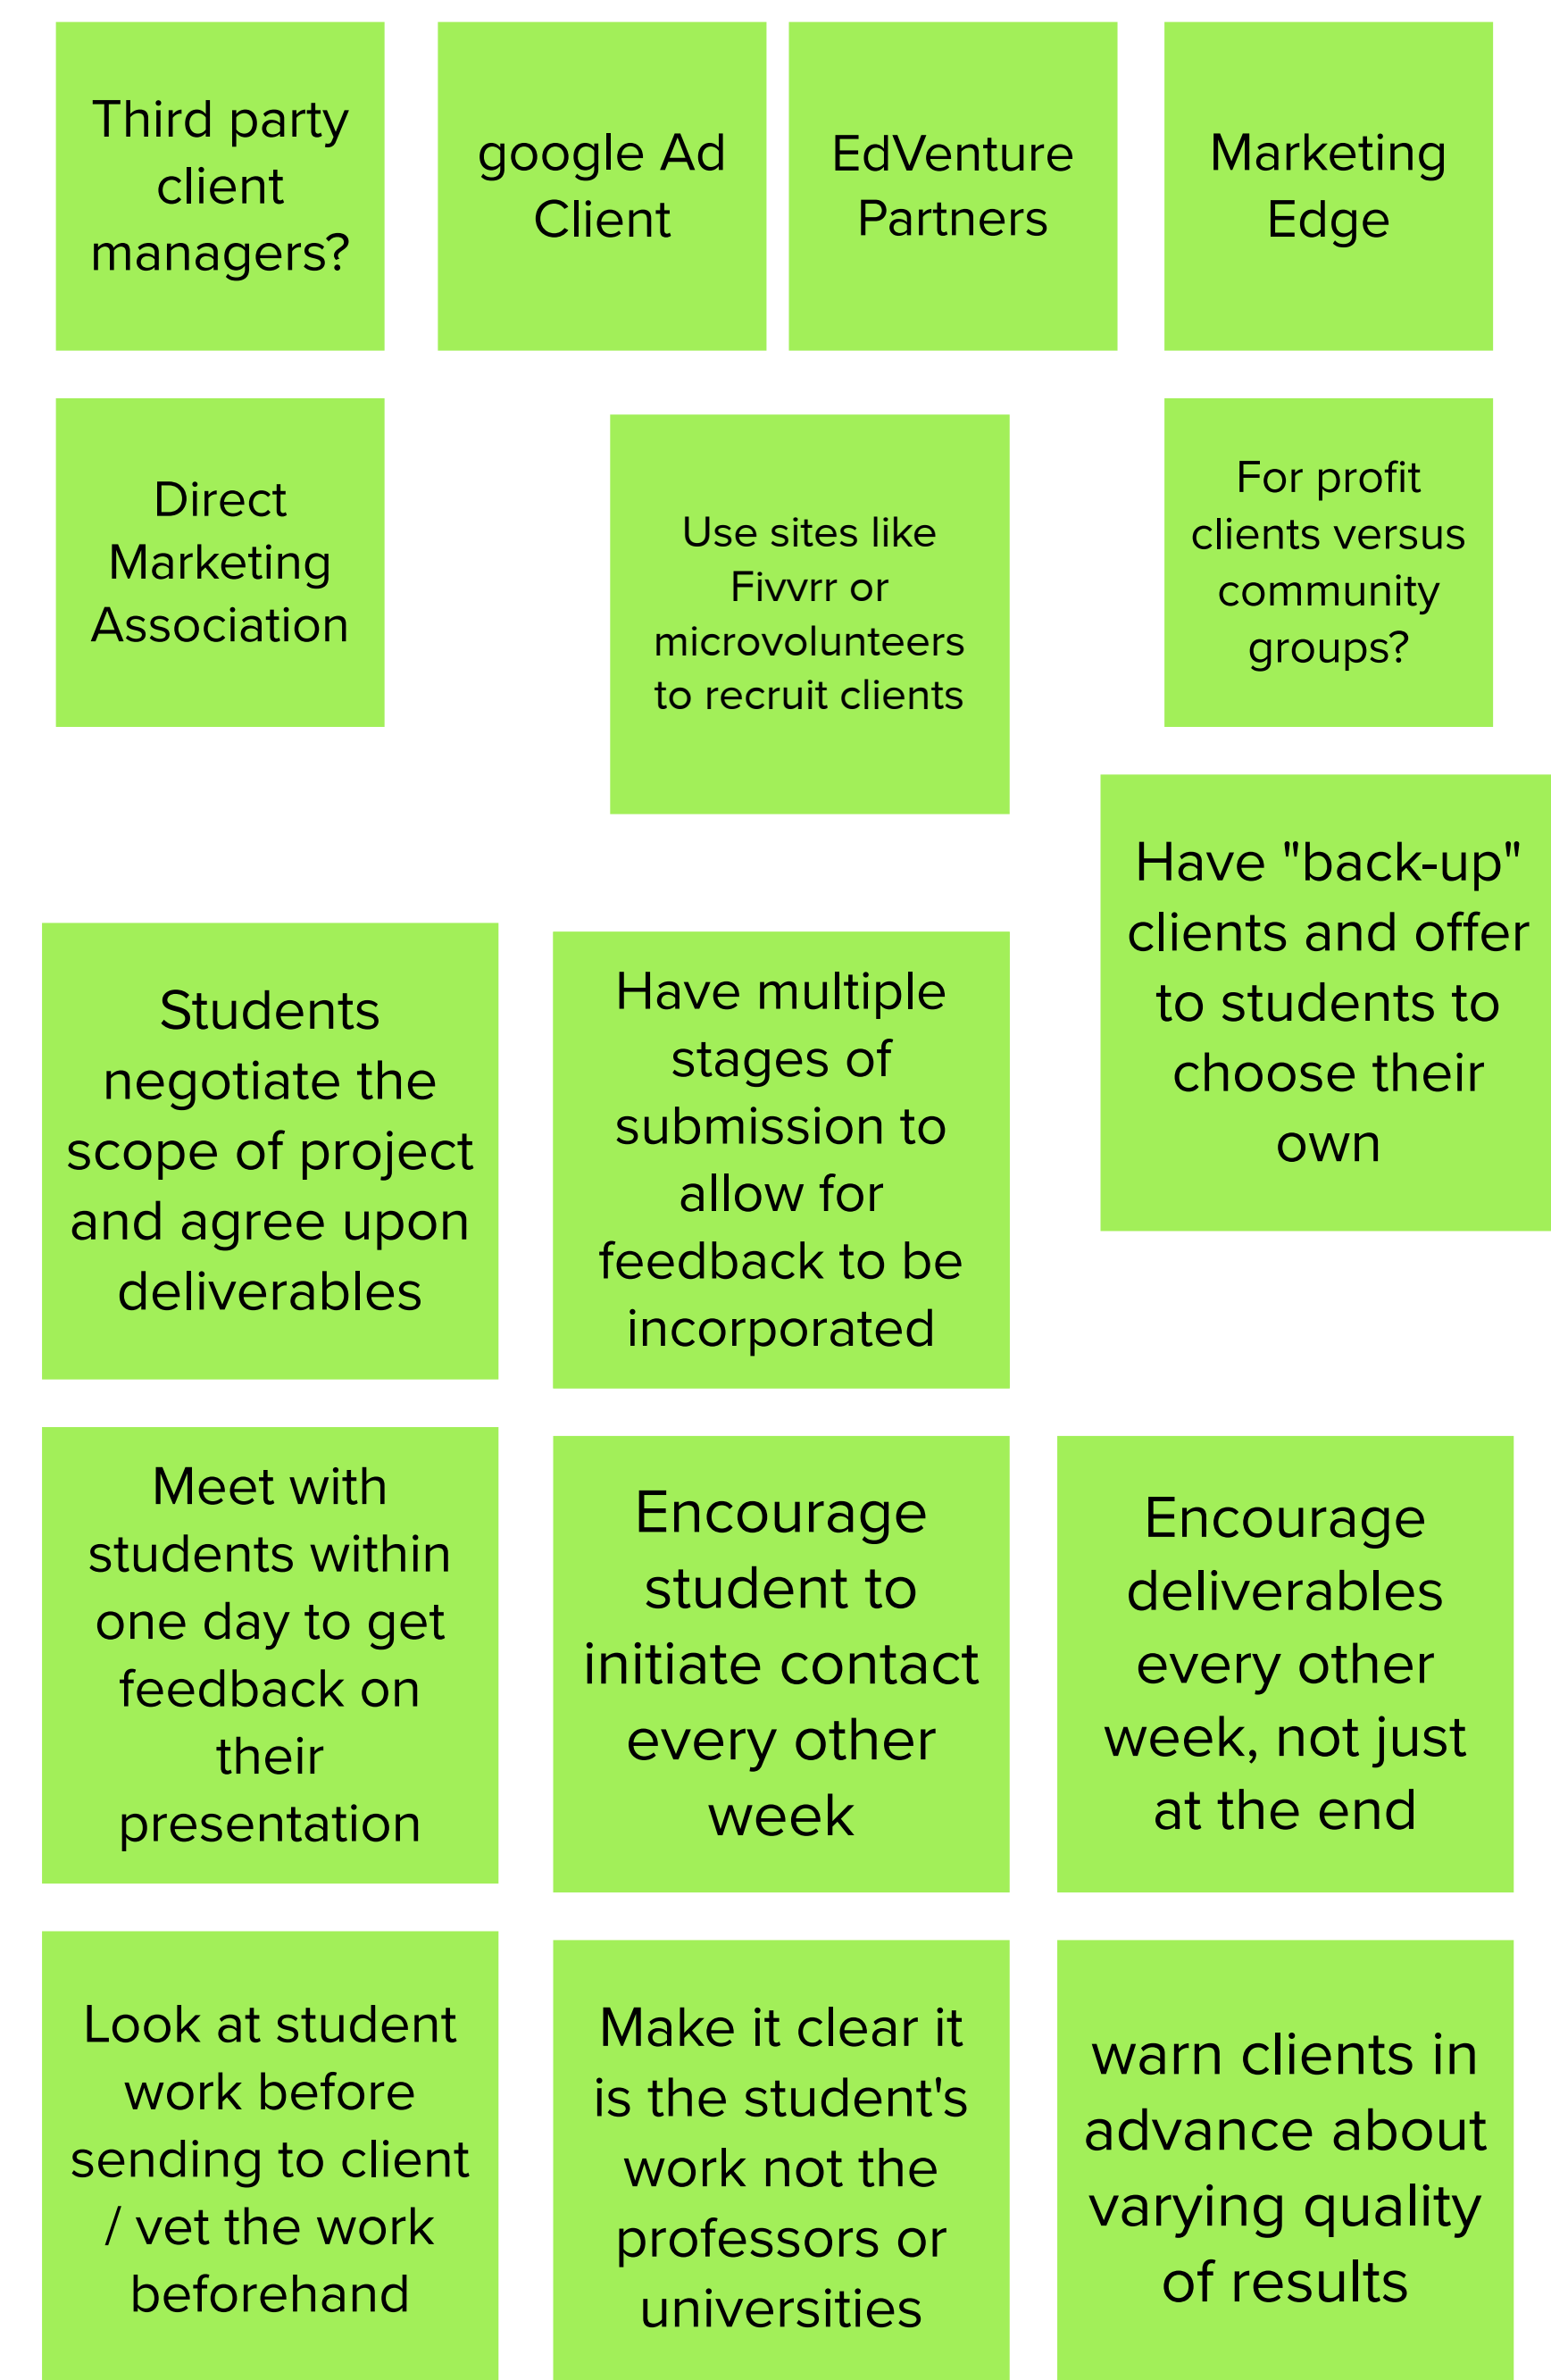 Third party
client
managers?
google Ad
Client
EdVenture
Partners
Marketing
Edge
Direct
Marketing
Association
Use sites like
Fivvrr or
microvolunteers
to recruit clients
For profit
clients versus
community
groups?
Have "back-up"
clients and offer
to students to
choose their
own
Students
negotiate the
scope of project
and agree upon
deliverables
Have multiple
stages of
submission to
allow for
feedback to be
incorporated
Meet with
students within
one day to get
feedback on
their
presentation
Encourage
student to
initiate contact
every other
week
Encourage
deliverables
every other
week, not just
at the end
Look at student
work before
sending to client
/ vet the work
beforehand
Make it clear it
is the student's
work not the
professors or
universities
warn clients in
advance about
varying quality
of results